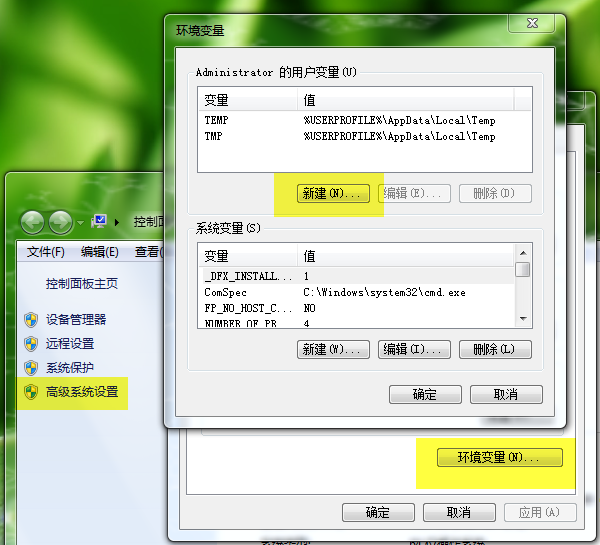 环境变量
Administrator 的用户变量(U)
变量 值
TEMP %USERPROFILE%\AppData\Local\Temp
TMP %USERPROFILE%\AppData\Local\Temp
新建(N)... 编辑(E)... 删除(D)
系统变量(S)
变量 值
_DFX_INSTALL... 1
ComSpec C:\Windows\system32\cmd.exe
FP_NO_HOST_C... NO
NUMBER_OF_PR 4
新建(W)... 编辑(I)... 删除(L)
确定 取消
控制面
文件(F) 编辑(E) 查看(
控制面板主页
设备管理器
远程设置
系统保护
高级系统设置
环境变量(N)...
确定 取消 应用(A)